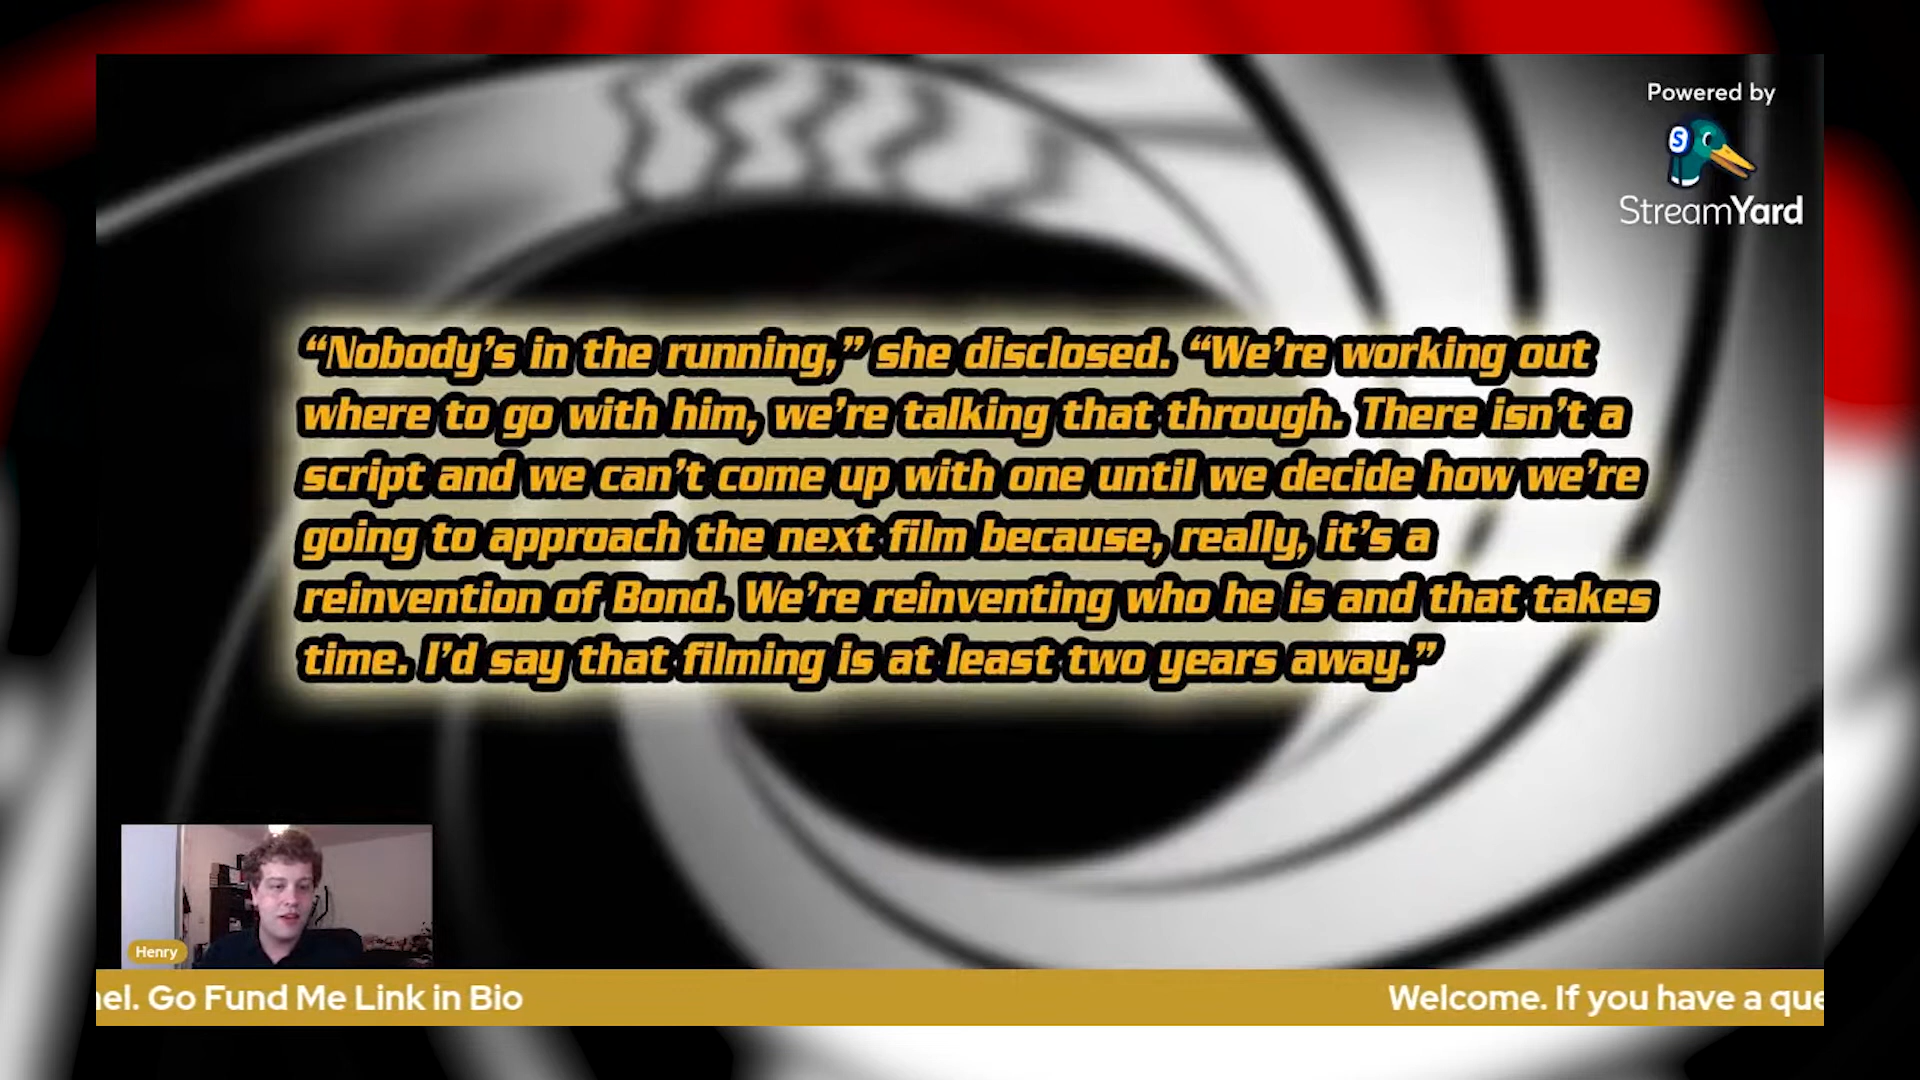 Powered by
S
StreamYard
“Nobody’s in the running,” she disclosed. “We’re working out
where to go with him, we’re talking that through. There isn’t a
script and we can’t come up with one until we decide how we’re
going to approach the next film because, really, it’s a
reinvention of Bond. We’re reinventing who he is and that takes
time. I’d say that filming is at least two years away.”
Henry
Go Fund Me Link in Bio
Welcome. If you have a